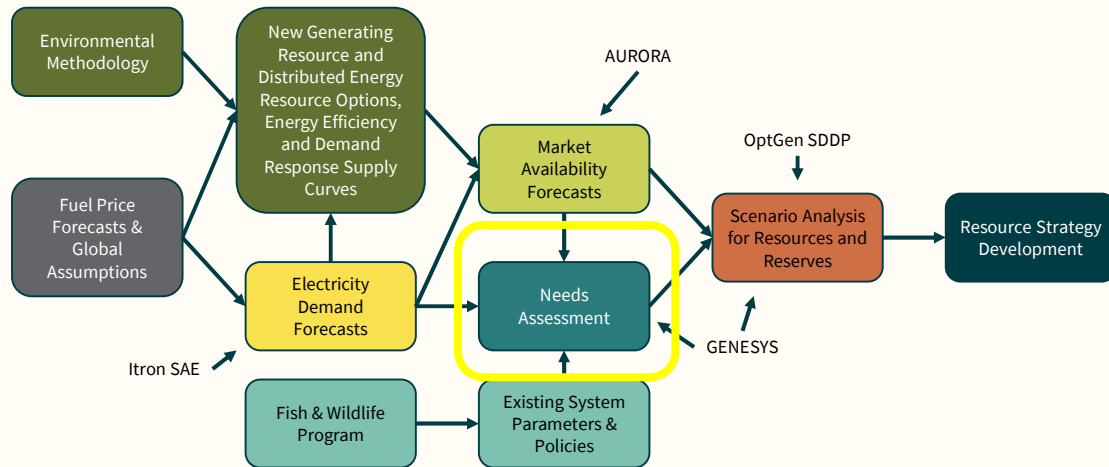 Environmental
Methodology
New Generating
Resource and
Distributed Energy
Resource Options,
Energy Efficiency
and Demand
Response Supply
Curves
AURORA
Market
Availability
Forecasts
OptGen SDDP
Fuel Price
Forecasts &
Global
Assumptions
Scenario Analysis
for Resources and
Reserves
Resource Strategy
Development
Electricity
Demand
Forecasts
Needs
Assessment
GENESYS
Itron SAE
Fish & Wildlife
Program
Existing System
Parameters &
Policies